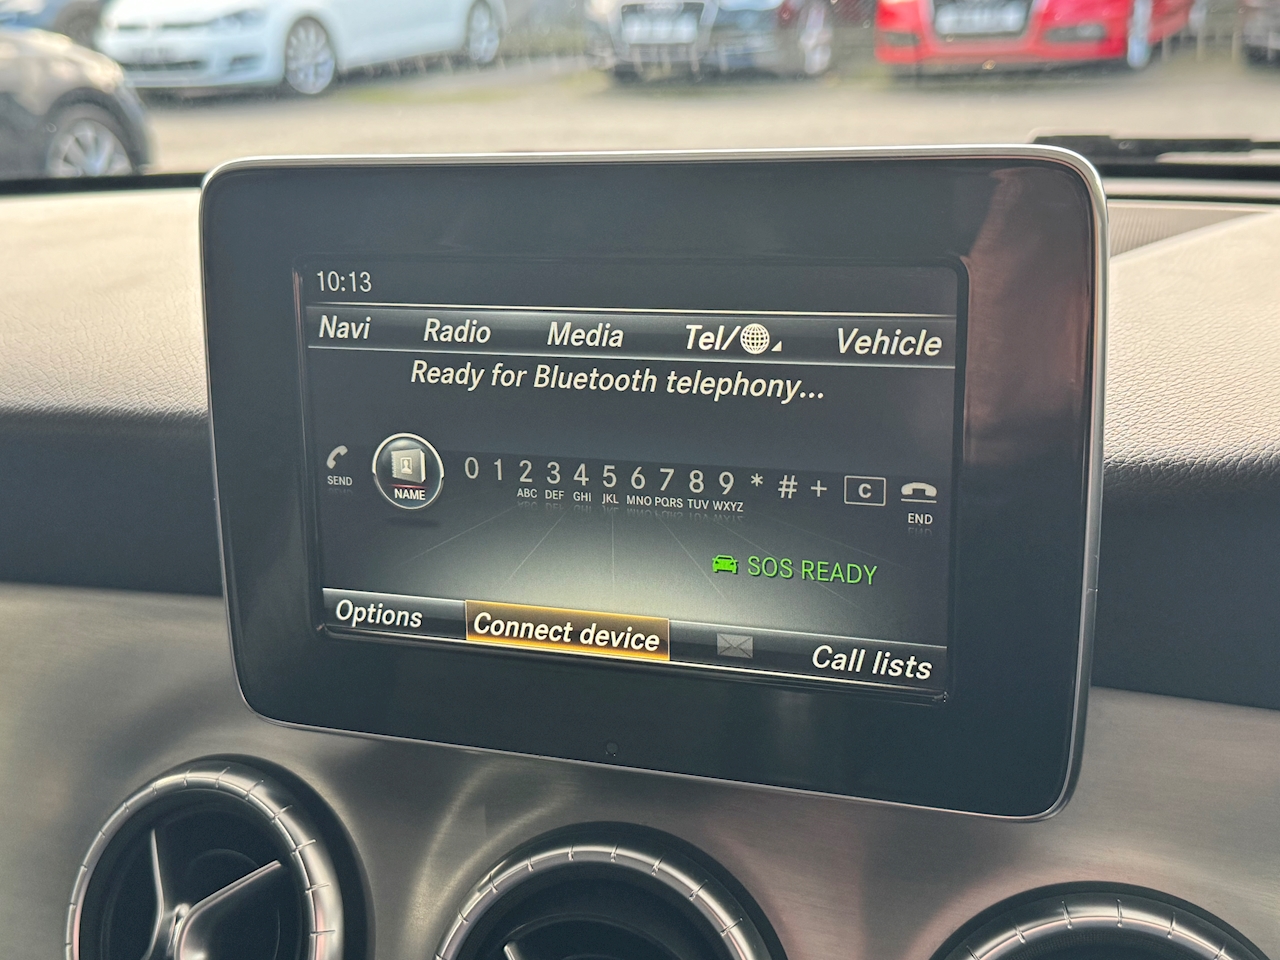 10:13
Navi Radio Media Tel/ Vehicle
Ready for Bluetooth telephony...
SEND NAME 0 1 2 3 4 5 6 7 8 9 * # + C END
ABC DEF GHI JKL MNO PQRS TUV WXYZ
SOS READY
Options Connect device Call lists